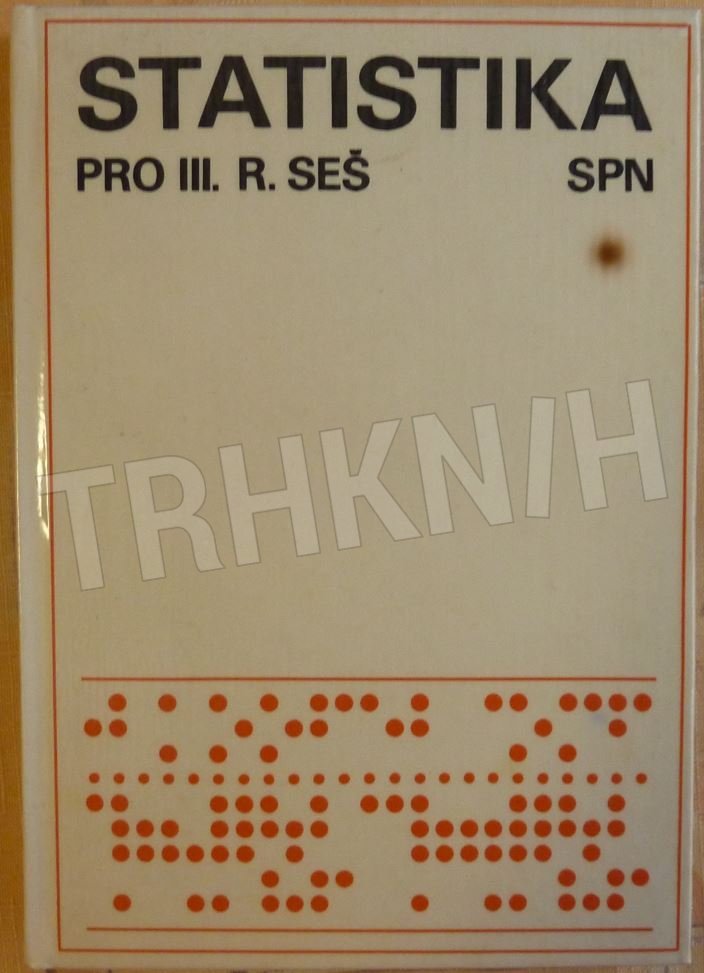 STATISTIKA
PRO III. R. SEŠ SPN
TRHKNIH